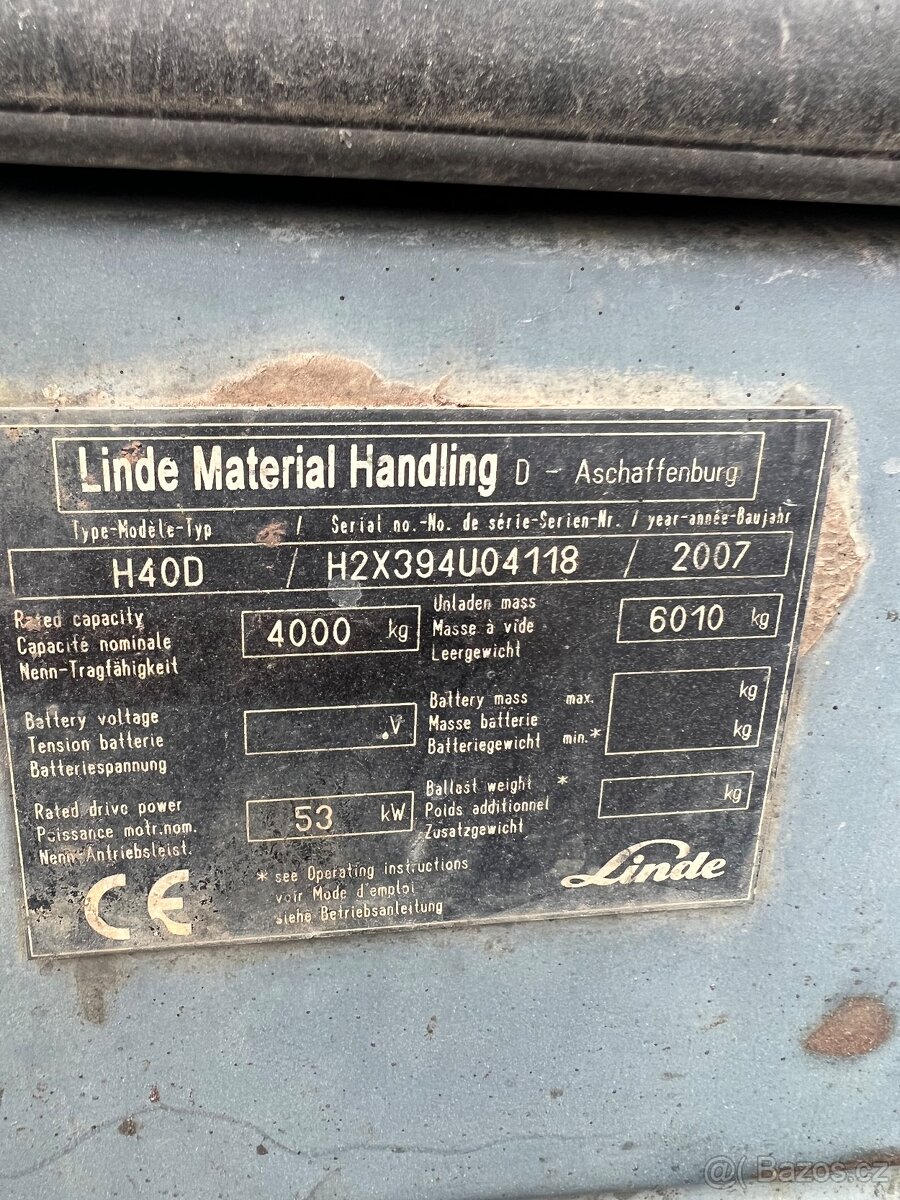 Linde Material Handling D - Aschaffenburg
Type-Modèle-Typ / Serial no.-No. de série-Serien-Nr. / year-année-Baujahr
H40D / H2X394U04118 / 2007
Rated capacity
Capacité nominale
Nenn-Tragfähigkeit
4000 kg
Unladen mass
Masse à vide
Leergewicht
6010 kg
Battery voltage
Tension batterie
Batteriespannung
.V
Battery mass max.
Masse batterie
Batteriegewicht min.*
kg
kg
Rated drive power
Puissance motr.nom.
Nenn-Antriebsleist.
53 kW
Ballast weight *
Poids additionnel
Zusatzgewicht
kg
CE
* see Operating instructions
voir Mode d'emploi
siehe Betriebsanleitung
Linde
@( Bazos.cz